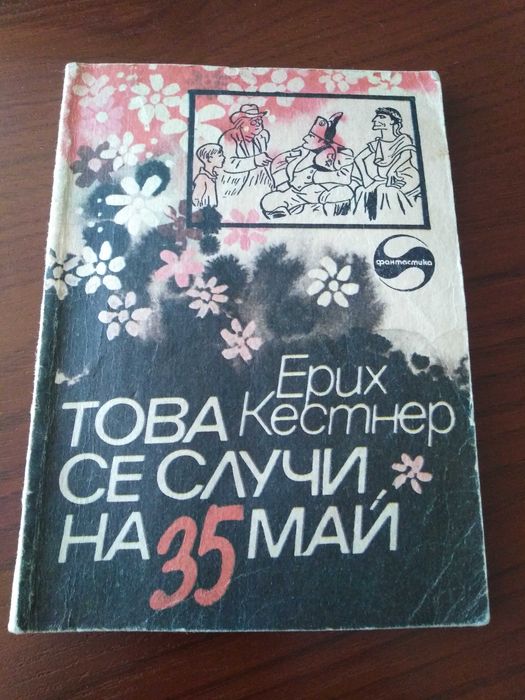 фантастика
Ерих
Кестнер
ТОВА
СЕ СЛУЧИ
НА 35 МАЙ